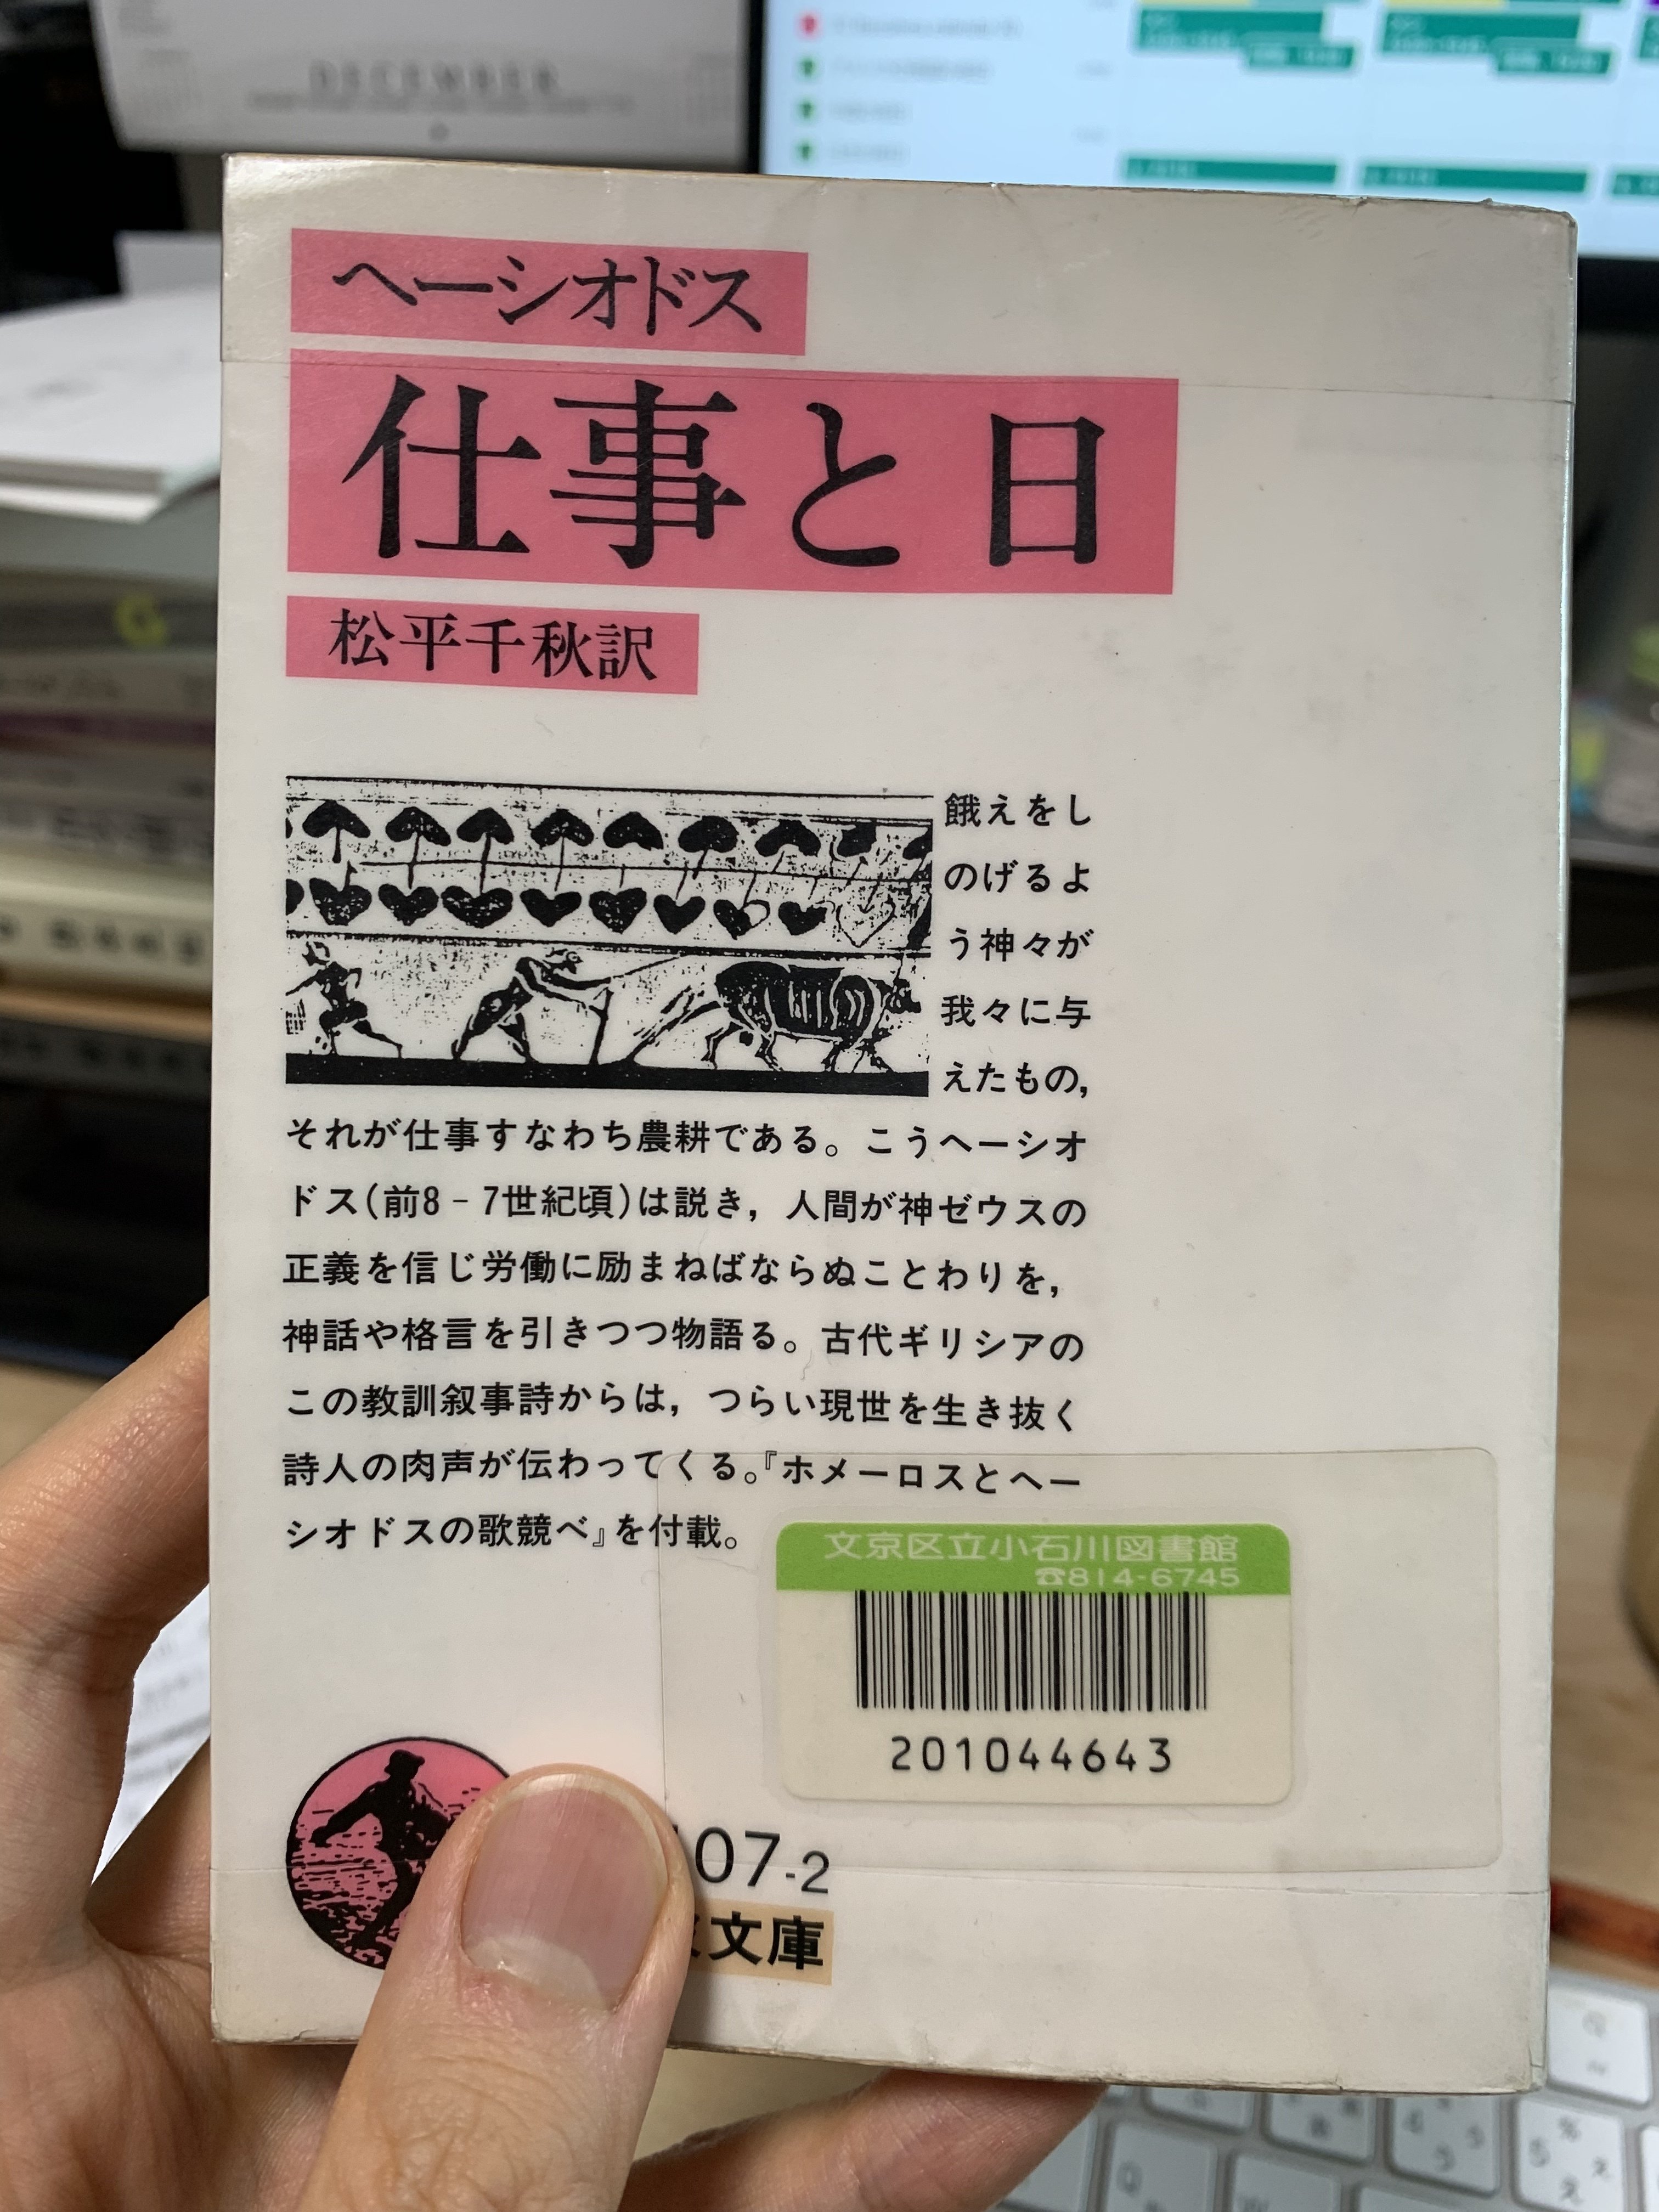 DECEMBER
ヘーシオドス
仕事と日
松平千秋訳
餓えをし
のげるよ
う神々が
我々に与
えたもの,
それが仕事すなわち農耕である。こうヘーシオ
ドス(前8‐7世紀頃)は説き, 人間が神ゼウスの
正義を信じ労働に励まねばならぬことわりを,
神話や格言を引きつつ物語る。古代ギリシアの
この教訓叙事詩からは, つらい現世を生き抜く
詩人の肉声が伝わってくる。『ホメーロスとヘー
シオドスの歌競べ』を付載。
文京区立小石川図書館
☎814-6745
201044643
07-2
文庫